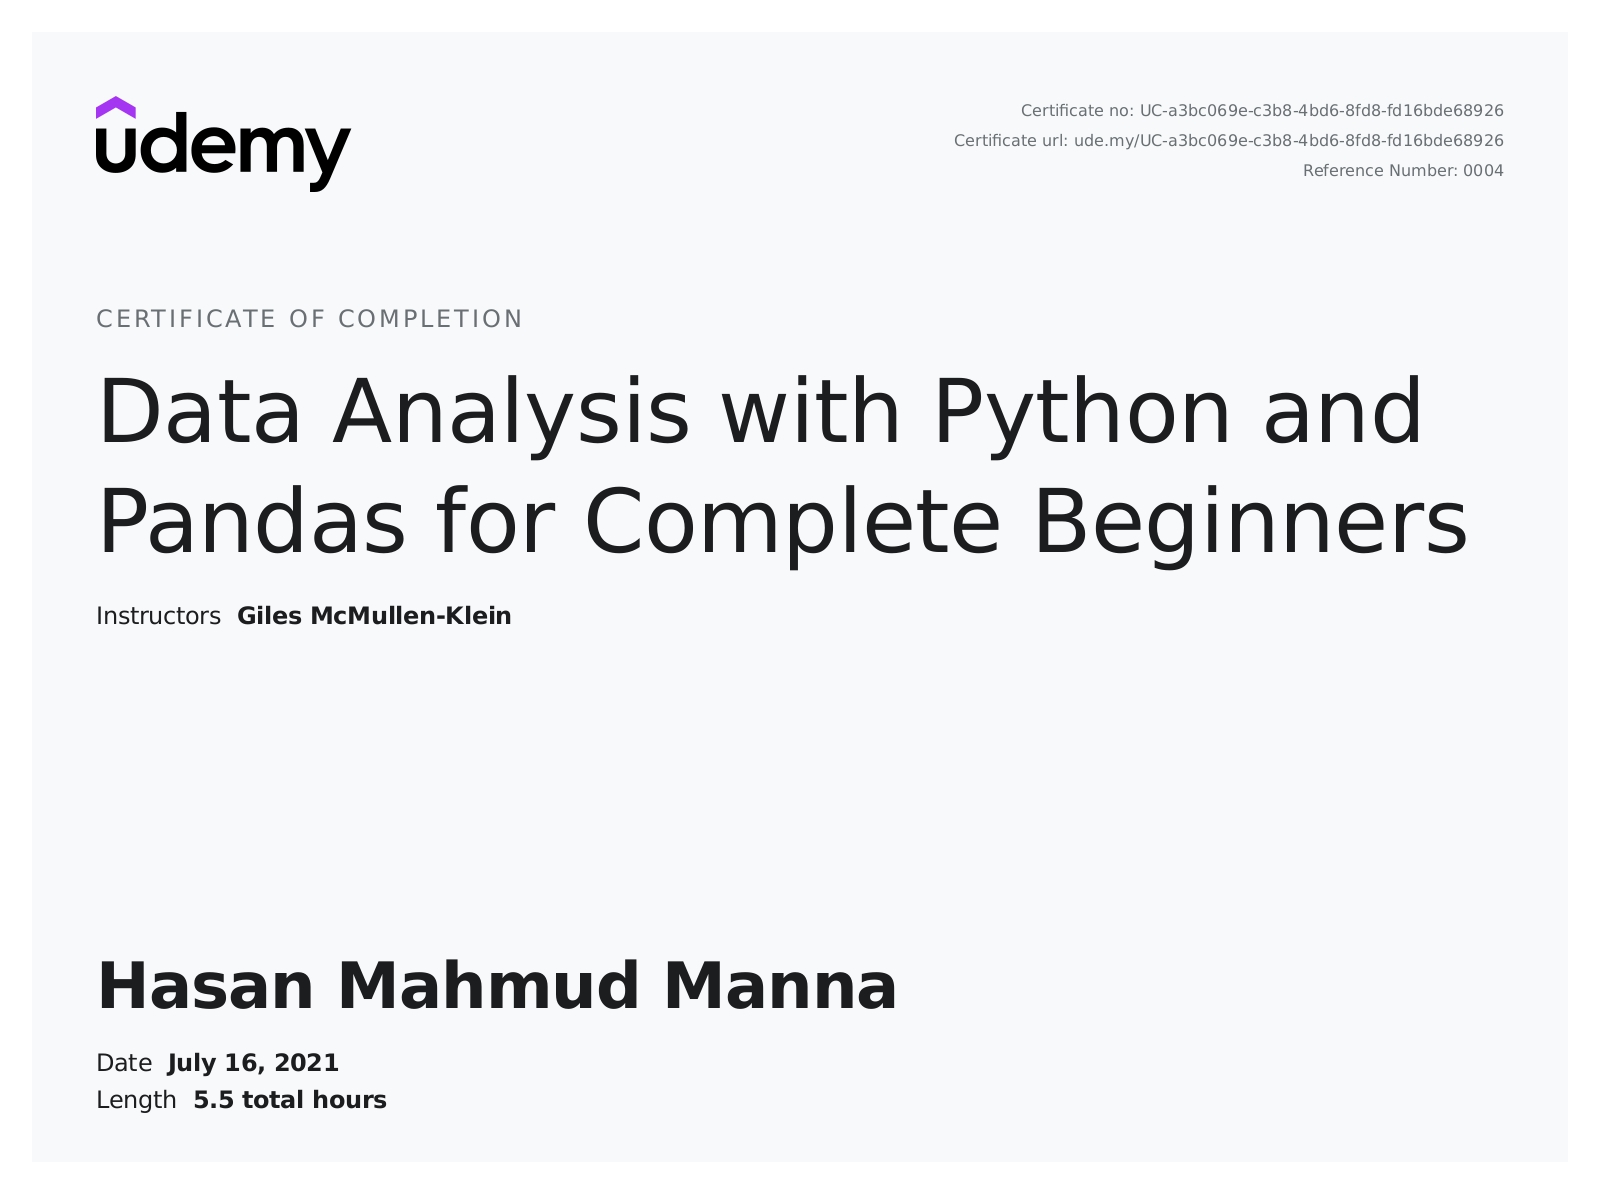 udemy
Certificate no: UC-a3bc069e-c3b8-4bd6-8fd8-fd16bde68926
Certificate url: ude.my/UC-a3bc069e-c3b8-4bd6-8fd8-fd16bde68926
Reference Number: 0004
CERTIFICATE OF COMPLETION
Data Analysis with Python and
Pandas for Complete Beginners
Instructors Giles McMullen-Klein
Hasan Mahmud Manna
Date July 16, 2021
Length 5.5 total hours